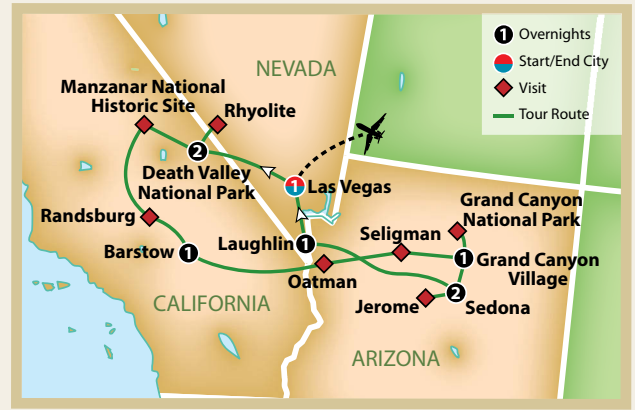 1 Overnights
Start/End City
Visit
Tour Route
NEVADA
Manzanar National
Historic Site
Rhyolite
2
Death Valley
National Park
1
Las Vegas
Grand Canyon
National Park
Randsburg
Laughlin
1
Seligman
Barstow
1
1
Grand Canyon
Village
Oatman
2
Sedona
Jerome
CALIFORNIA
ARIZONA